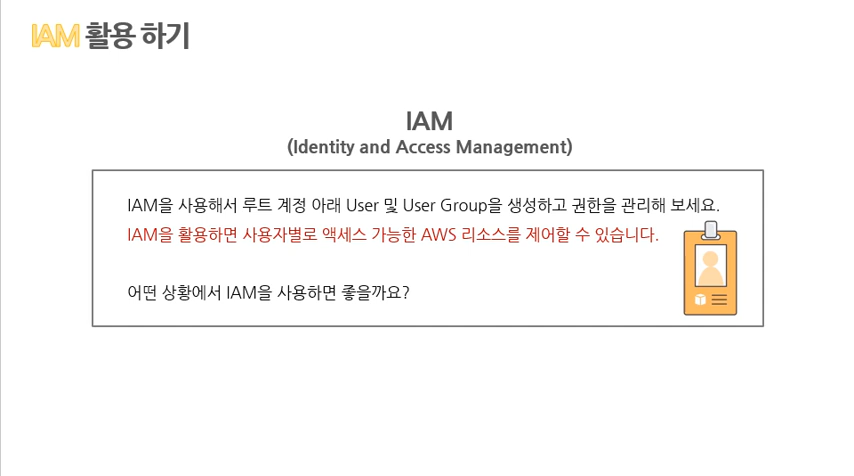 IAM 활용 하기
IAM
(Identity and Access Management)
IAM을 사용해서 루트 계정 아래 User 및 User Group을 생성하고 권한을 관리해 보세요.
IAM을 활용하면 사용자별로 액세스 가능한 AWS 리소스를 제어할 수 있습니다.
어떤 상황에서 IAM을 사용하면 좋을까요?